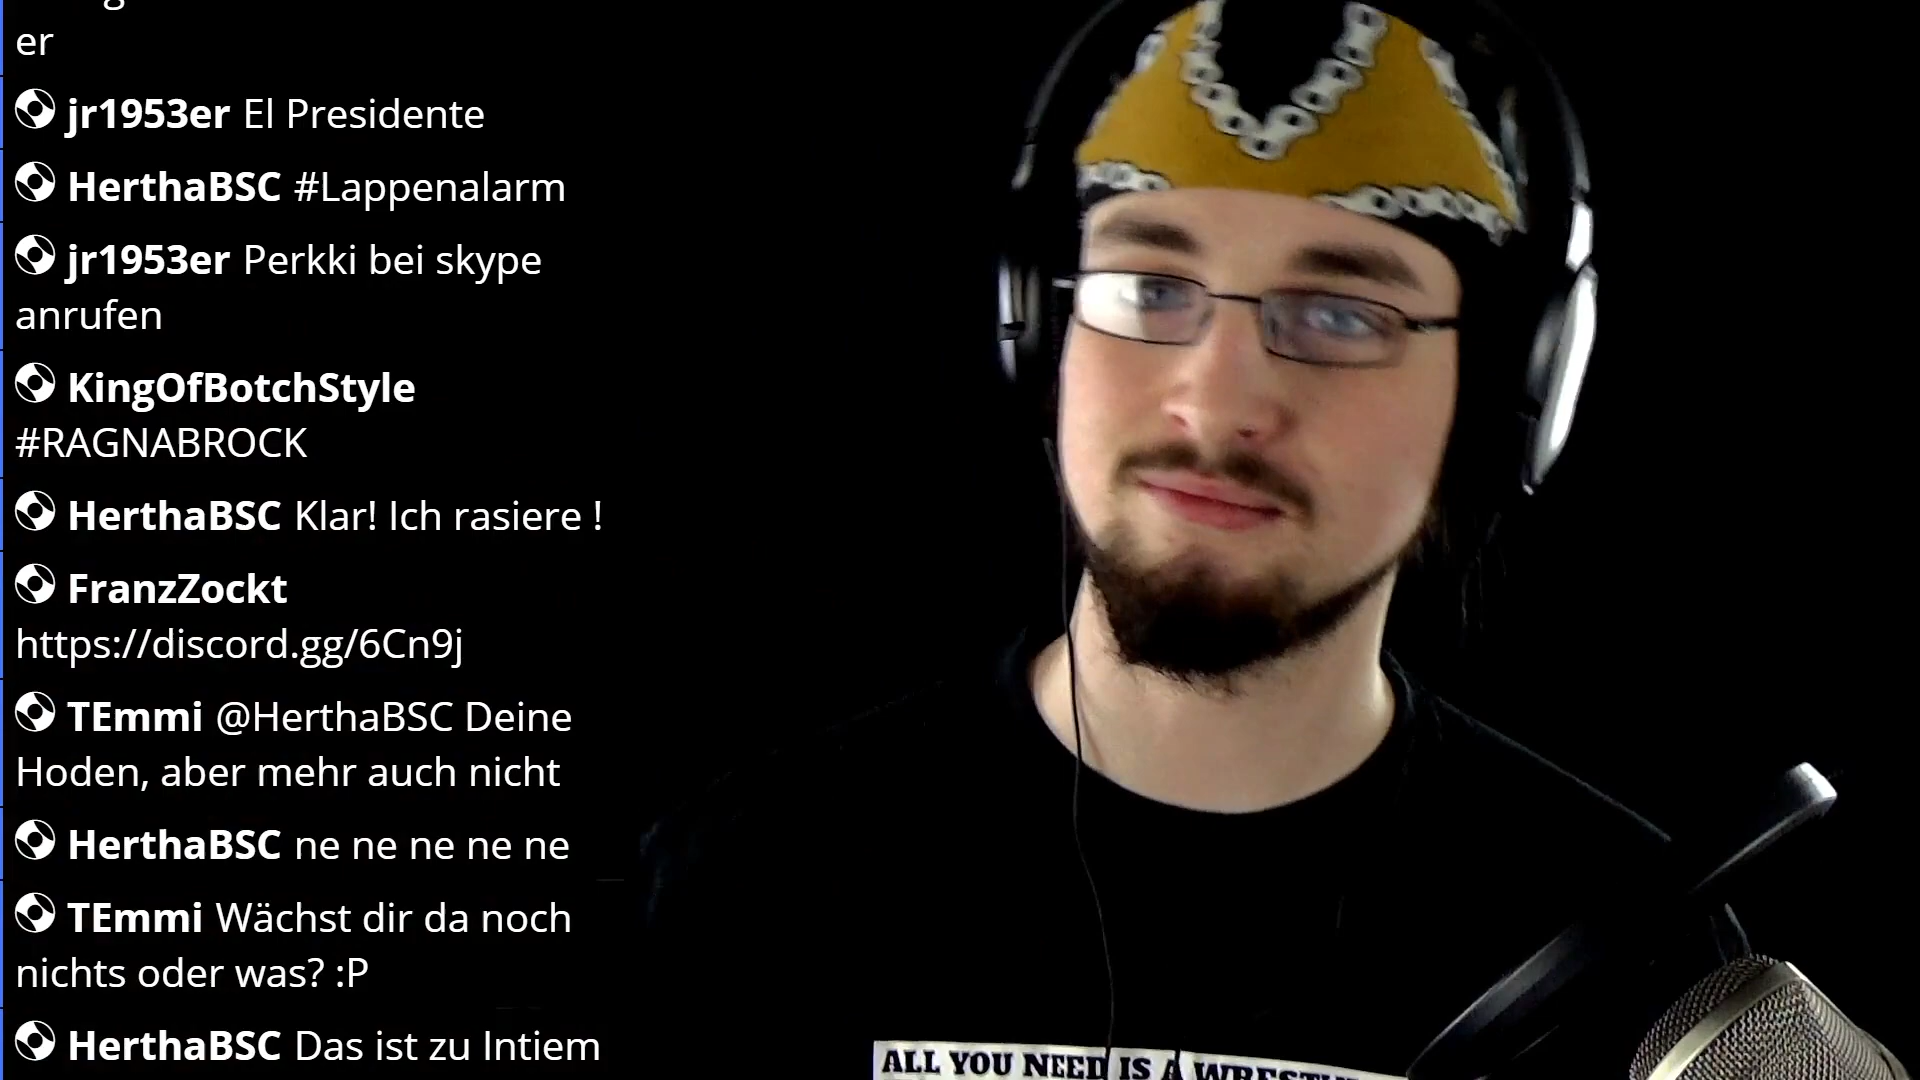 er
jr1953er El Presidente
HerthaBSC #Lappenalarm
jr1953er Perkki bei skype
anrufen
KingOfBotchStyle
#RAGNABROCK
HerthaBSC Klar! Ich rasiere !
FranzZockt
https://discord.gg/6Cn9j
TEmmi @HerthaBSC Deine
Hoden, aber mehr auch nicht
HerthaBSC ne ne ne ne ne
TEmmi Wächst dir da noch
nichts oder was? :P
HerthaBSC Das ist zu Intiem
ALL YOU NEED IS A